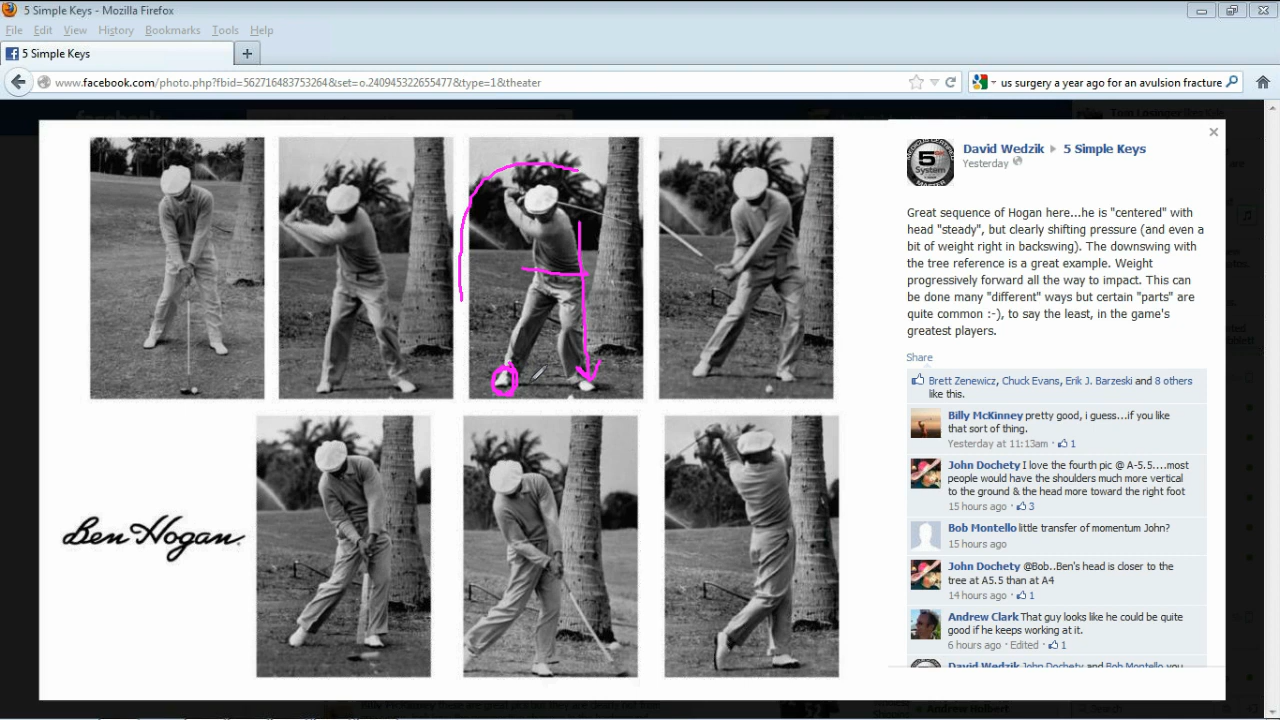 5 Simple Keys - Mozilla Firefox
File Edit View History Bookmarks Tools Help
5 Simple Keys
www.facebook.com/photo.php?fbid=562716483753264&set=o.240945322655477&type=1&theater
us surgery a year ago for an avulsion fracture
Ben Hogan.
David Wedzik 5 Simple Keys
Yesterday
Great sequence of Hogan here...he is "centered" with
head "steady", but clearly shifting pressure (and even a
bit of weight right in backswing). The downswing with
the tree reference is a great example. Weight
progressively forward all the way to impact. This can
be done many "different" ways but certain "parts" are
quite common :-), to say the least, in the game's
greatest players.
Share
Brett Zenewicz, Chuck Evans, Erik J. Barzeski and 8 others
like this.
Billy McKinney pretty good, i guess...if you like
that sort of thing.
Yesterday at 11:13am · 1
John Dochety I love the fourth pic @ A-5.5....most
people would have the shoulders much more vertical
to the ground & the head more toward the right foot
15 hours ago · 3
Bob Montello little transfer of momentum John?
15 hours ago
John Dochety @Bob..Ben's head is closer to the
tree at A5.5 than at A4
14 hours ago · 1
Andrew Clark That guy looks like he could be quite
good if he keeps working at it.
6 hours ago · Edited · 1
David Wedzik John Dochety and Bob Montello you